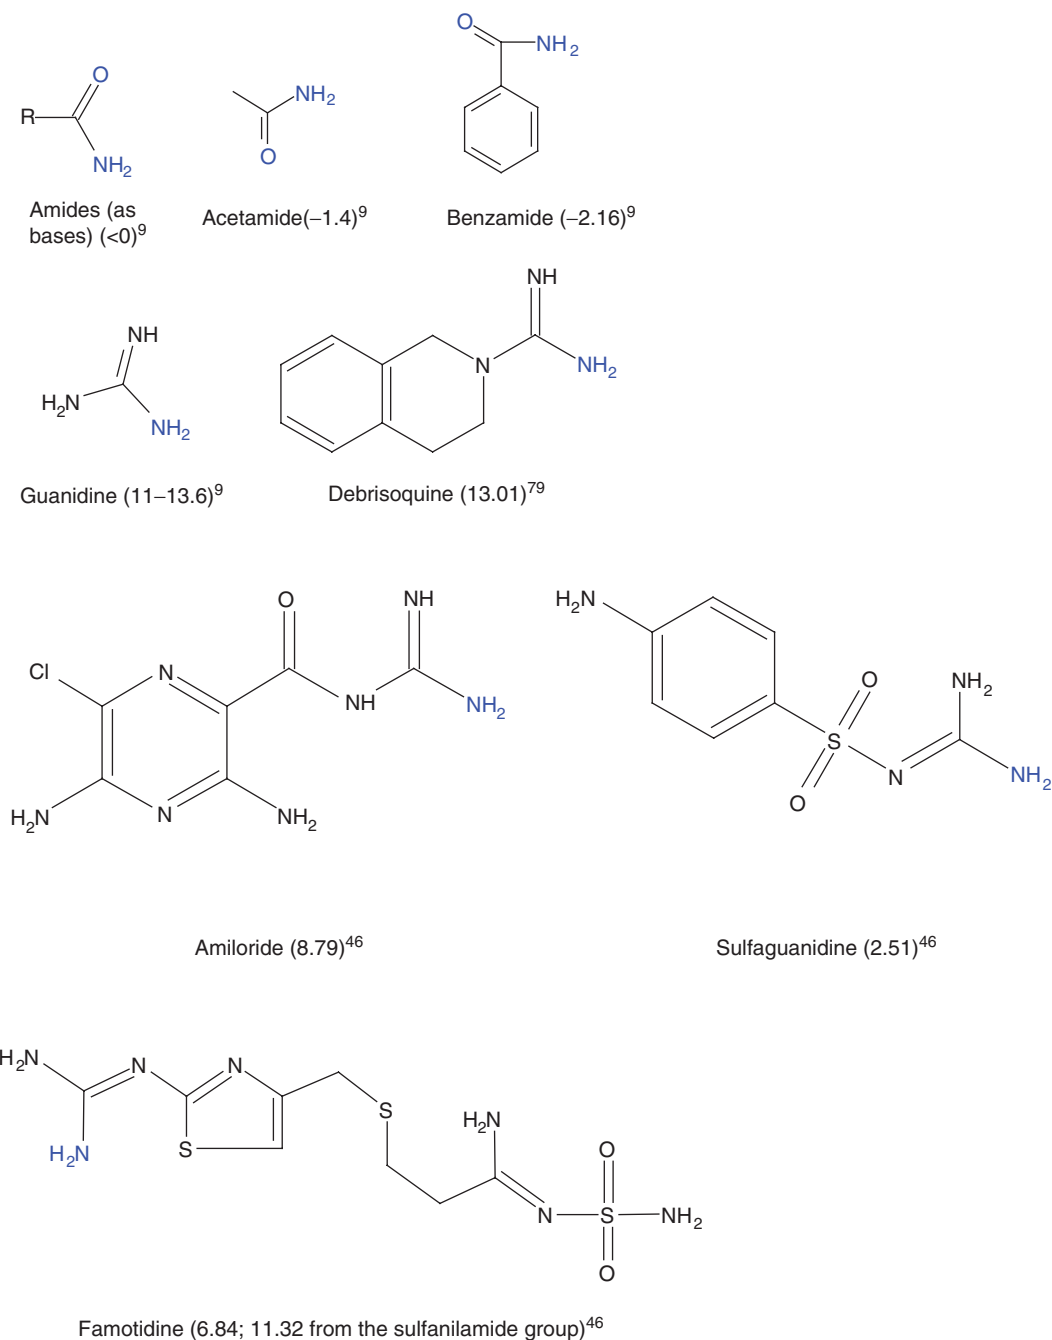 O
NH2
O
NH2
R
NH2
O
Amides (as
bases) (<0)9
Acetamide(−1.4)9
Benzamide (−2.16)9
NH
H2N
NH2
NH
N
NH2
Guanidine (11−13.6)9
Debrisoquine (13.01)79
O
NH
Cl
N
NH
NH2
H2N
N
NH2
H2N
O
NH2
S
N
NH2
O
Amiloride (8.79)46
Sulfaguanidine (2.51)46
H2N
N
N
S
H2N
H2N
S
O
N
S
NH2
O
Famotidine (6.84; 11.32 from the sulfanilamide group)46